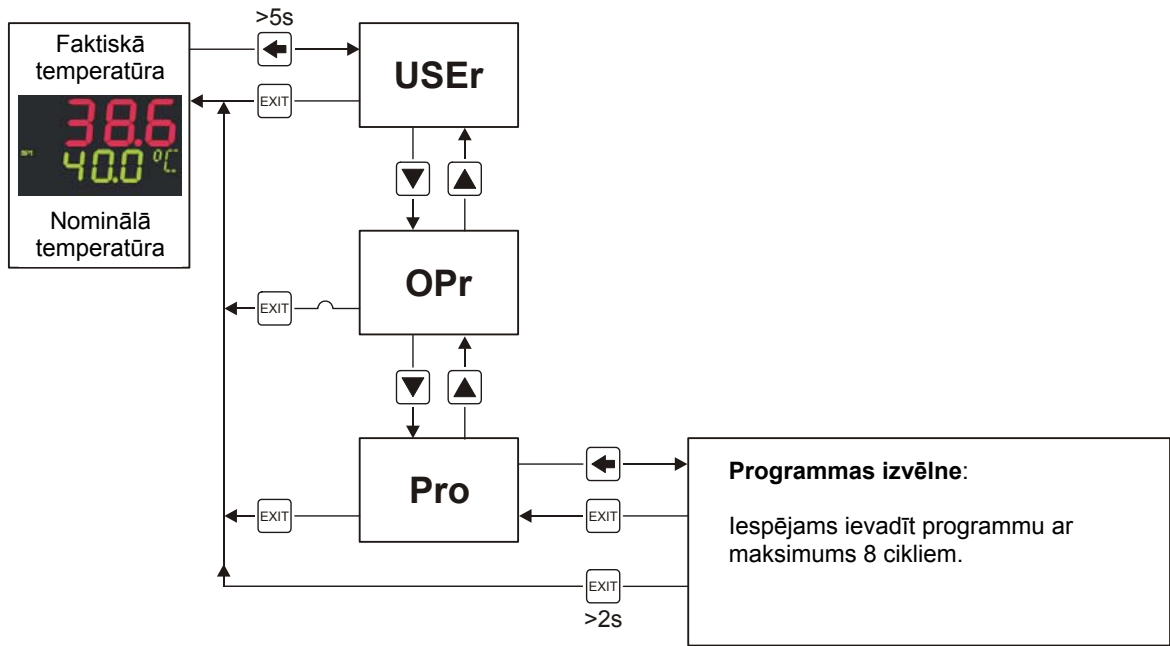 Faktiskā
temperatūra
38.6
40.0 °C
Nominālā
temperatūra
>5s
EXIT
USEr
OPr
EXIT
Pro
EXIT
EXIT
EXIT
>2s
Programmas izvēlne:
Iespējams ievadīt programmu ar
maksimums 8 cikliem.